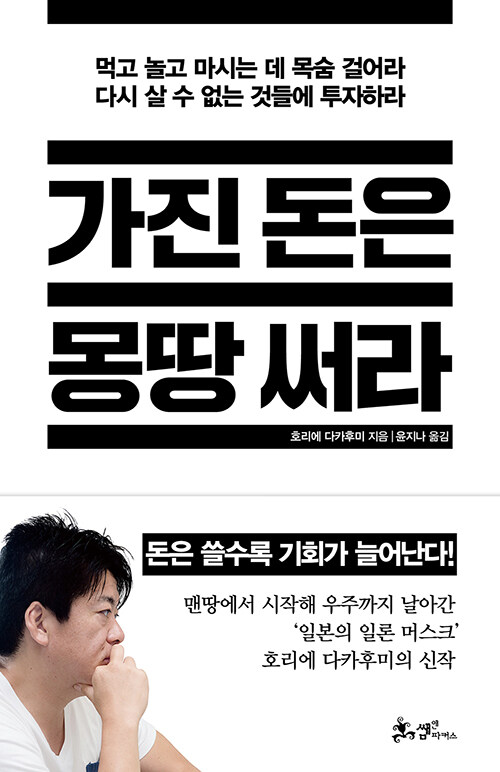 먹고 놀고 마시는 데 목숨 걸어라
다시 살 수 없는 것들에 투자하라
가진 돈은
몽땅 써라
호리에 다카후미 지음 | 윤지나 옮김
돈은 쓸수록 기회가 늘어난다!
맨땅에서 시작해 우주까지 날아간
‘일본의 일론 머스크’
호리에 다카후미의 신작
쌤앤파커스